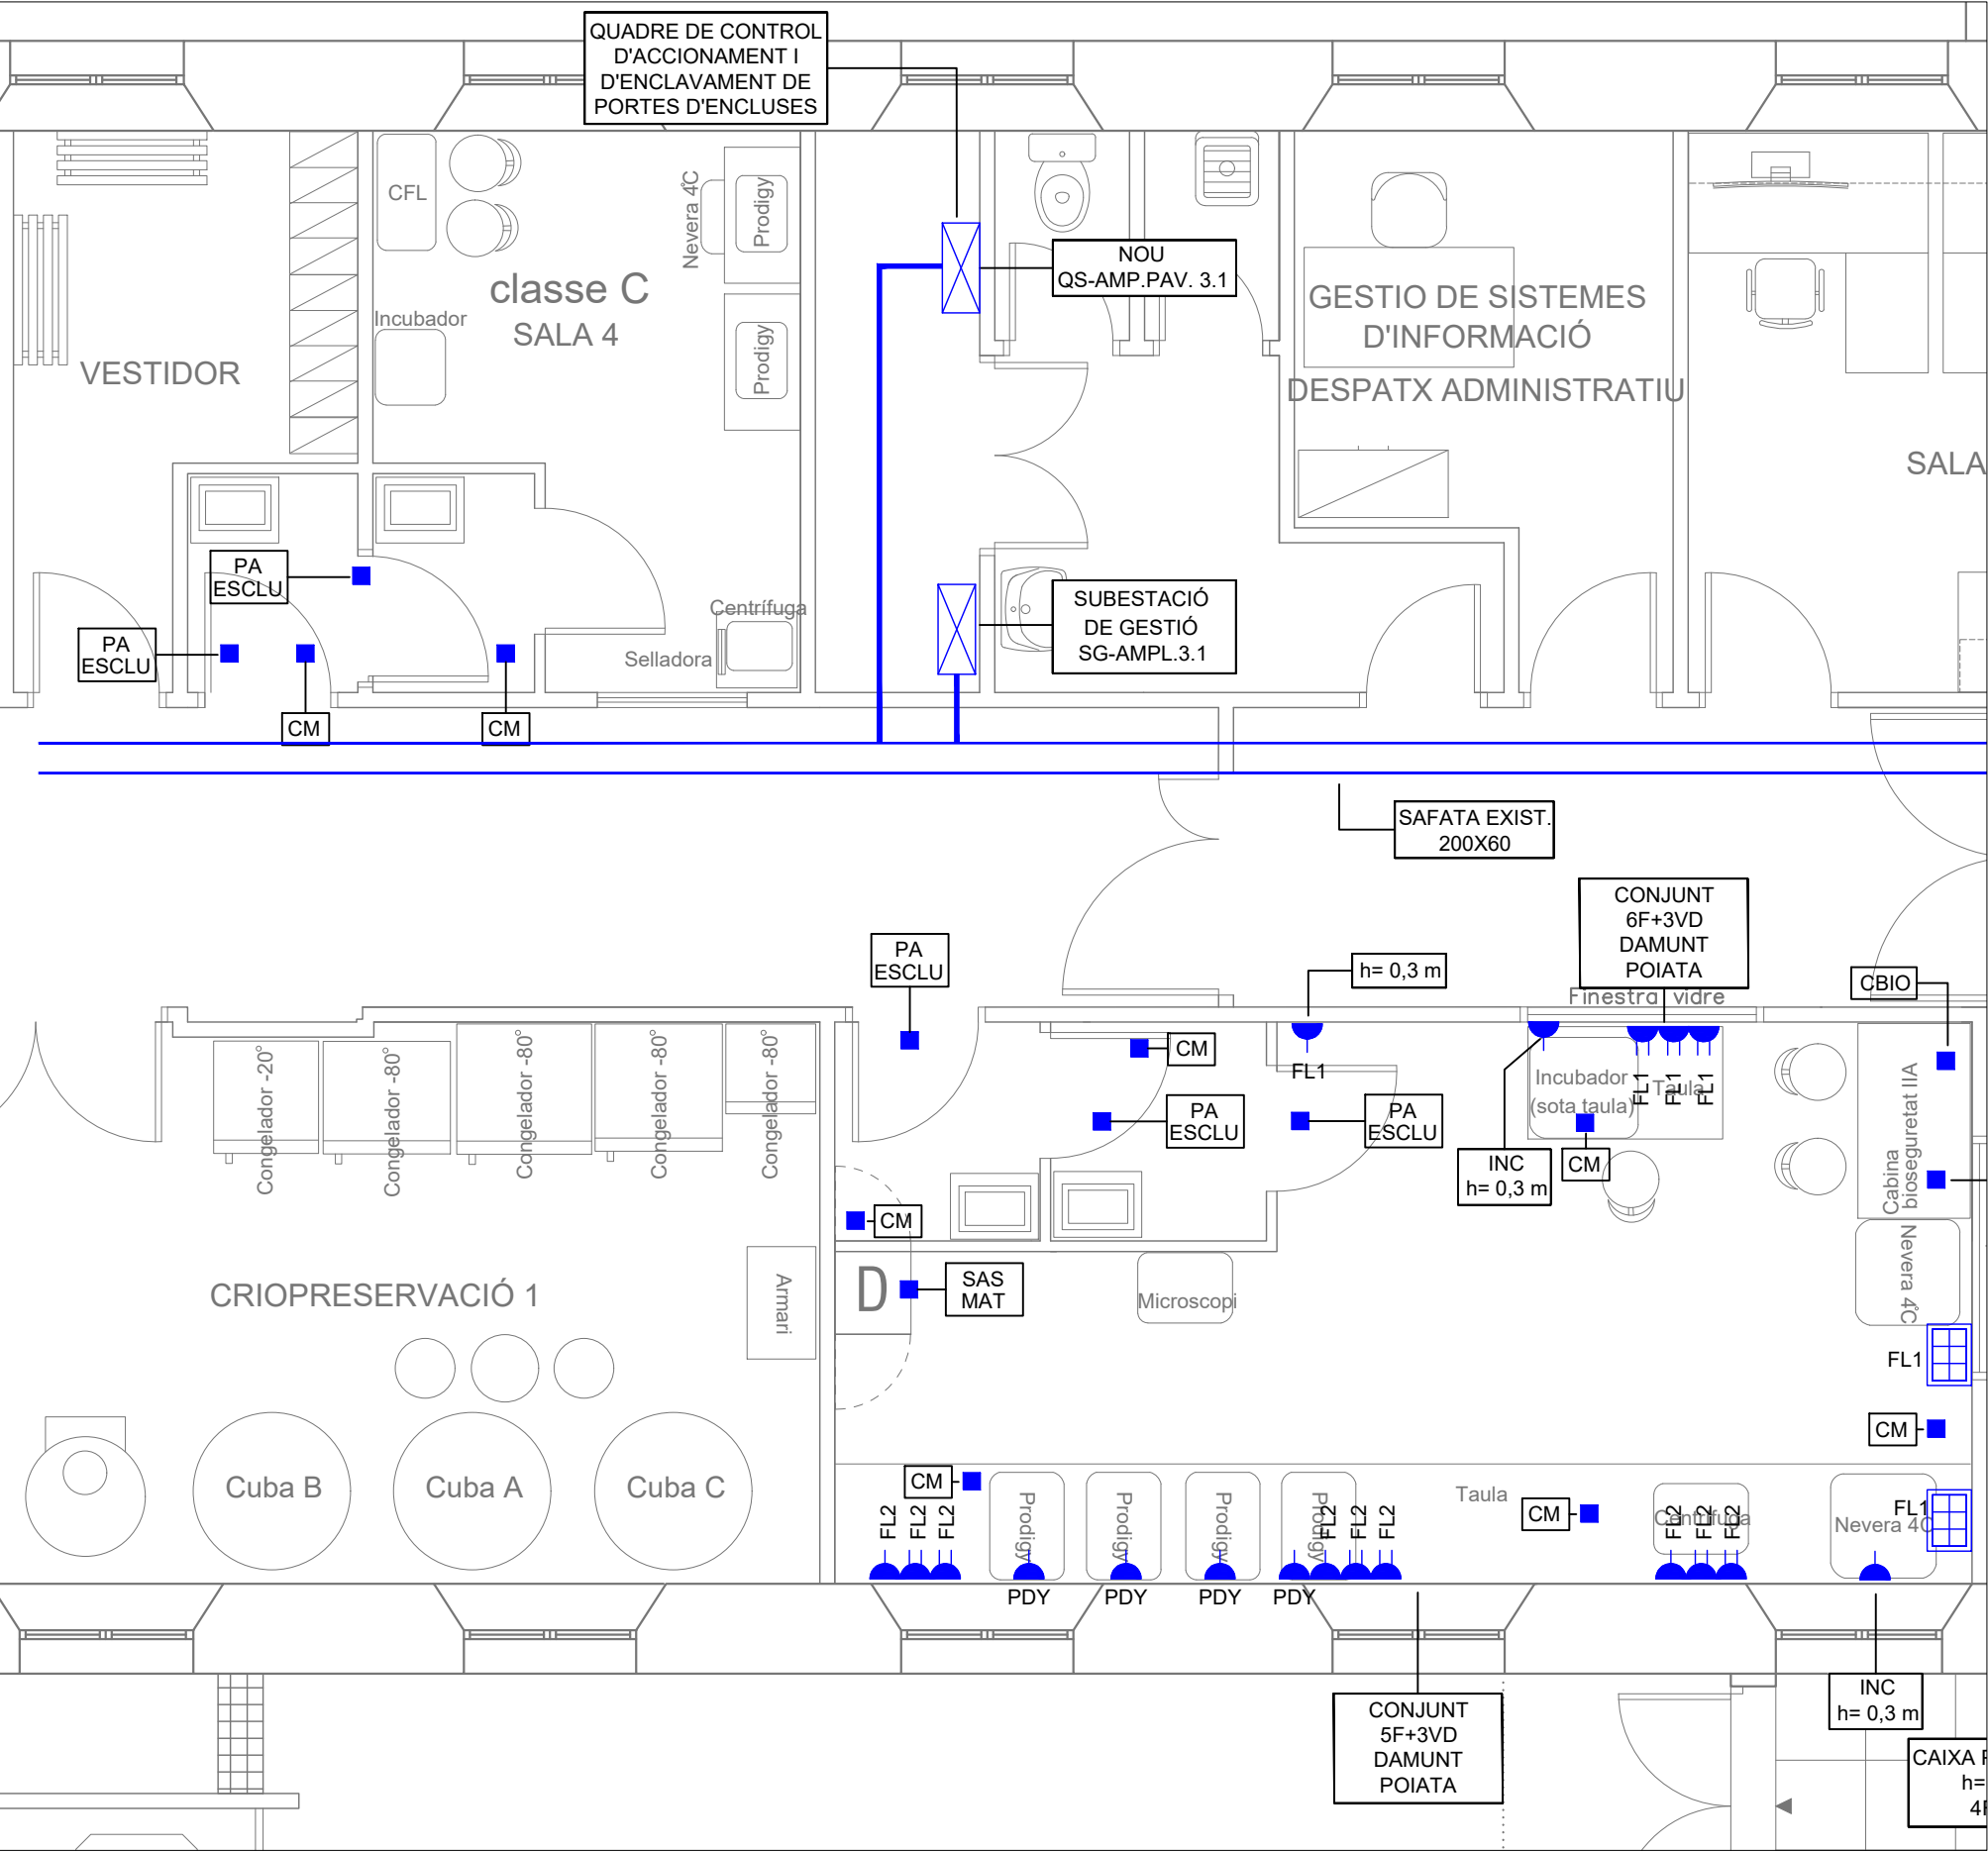 QUADRE DE CONTROL
D'ACCIONAMENT I
D'ENCLAVAMENT DE
PORTES D'ENCLUSES
CFL
Nevera 4ºC
Prodigy
classe C
SALA 4
Incubador
Prodigy
VESTIDOR
NOU
QS-AMP.PAV. 3.1
GESTIO DE SISTEMES
D'INFORMACIÓ
DESPATX ADMINISTRATIU
SALA
PA
ESCLU
PA
ESCLU
CM
CM
Centrífuga
Selladora
SUBESTACIÓ
DE GESTIÓ
SG-AMPL.3.1
SAFATA EXIST.
200X60
CONJUNT
6F+3VD
DAMUNT
POIATA
PA
ESCLU
h= 0,3 m
CBIO
Finestra vidre
Congelador -20°
Congelador -80°
Congelador -80°
Congelador -80°
Congelador -80°
CM
FL1
PA
ESCLU
PA
ESCLU
Incubador
(sota taula)
Taula
FL1
FL1
FL1
INC
h= 0,3 m
CM
Cabina
bioseguretat IIA
Nevera 4ºC
CM
CRIOPRESERVACIÓ 1
Armari
D
SAS
MAT
Microscopi
FL1
CM
Cuba B
Cuba A
Cuba C
CM
FL2
FL2
FL2
Prodigy
Prodigy
Prodigy
Prodigy
FL2
FL2
FL2
Taula
CM
Centrífuga
FL2
FL2
FL2
FL1
Nevera 4C
PDY
PDY
PDY
PDY
CONJUNT
5F+3VD
DAMUNT
POIATA
INC
h= 0,3 m
CAIXA
h=